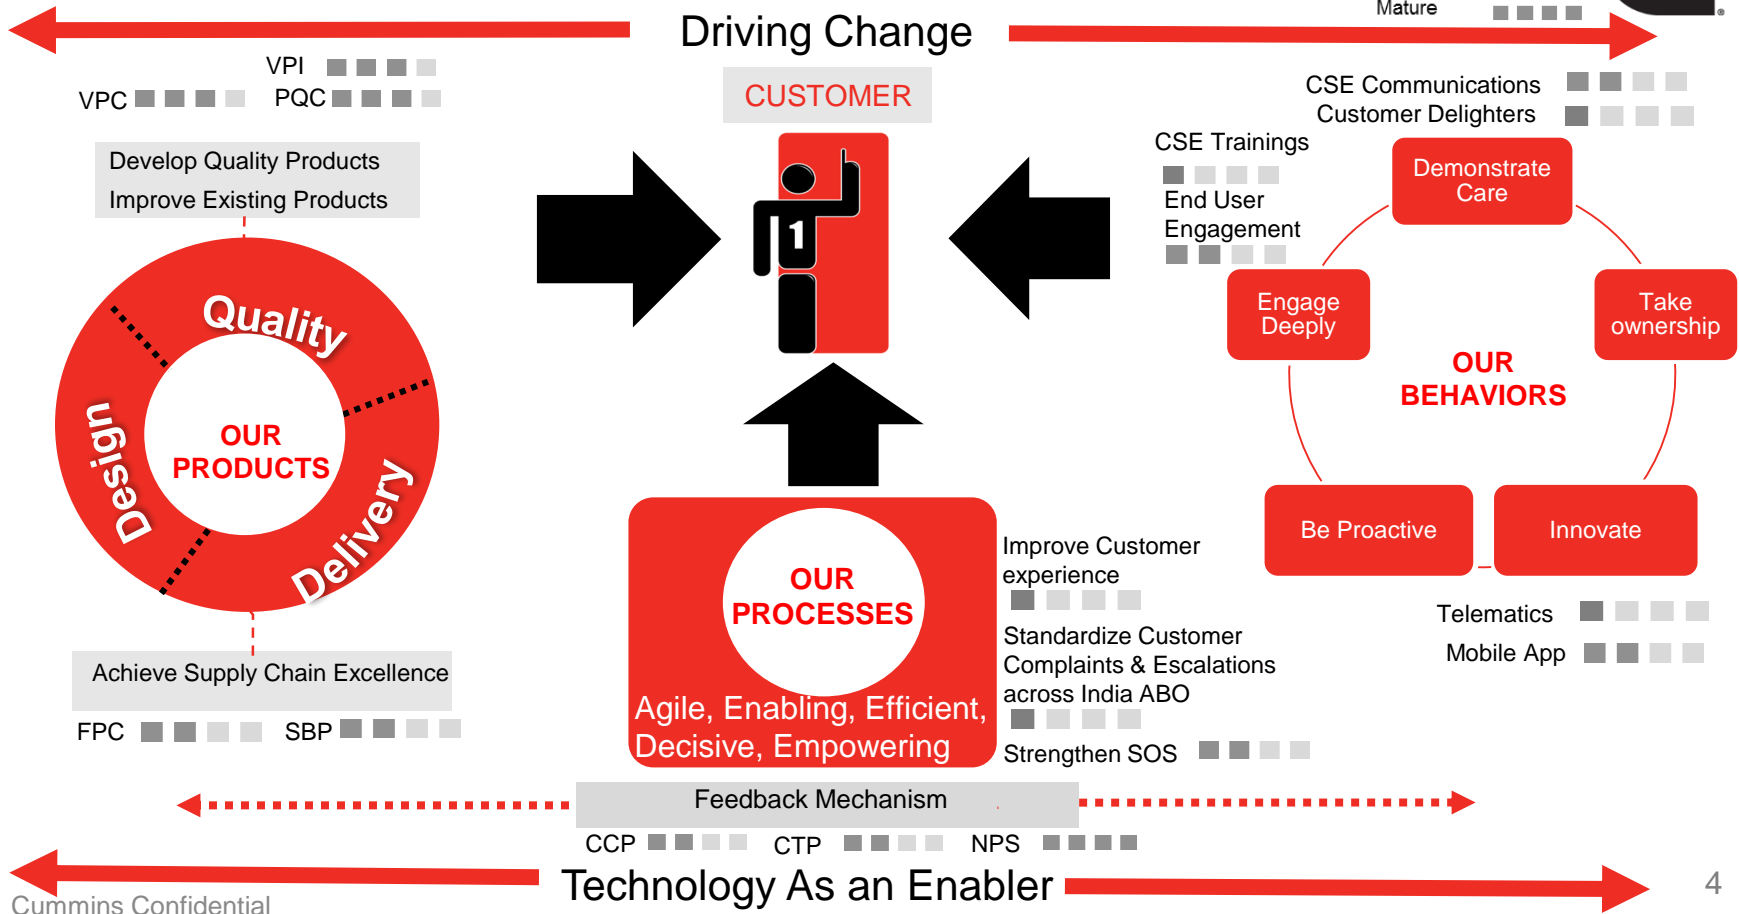 Mature
Driving Change
VPI
VPC
PQC
CUSTOMER
CSE Communications
Customer Delighters
Develop Quality Products
Improve Existing Products
CSE Trainings
End User
Engagement
1
Demonstrate
Care
Engage
Deeply
Take
ownership
OUR
BEHAVIORS
Be Proactive
Innovate
Quality
Design
Delivery
OUR
PRODUCTS
OUR
PROCESSES
Agile, Enabling, Efficient,
Decisive, Empowering
Improve Customer
experience
Standardize Customer
Complaints & Escalations
across India ABO
Strengthen SOS
Telematics
Mobile App
Achieve Supply Chain Excellence
FPC
SBP
Feedback Mechanism
CCP
CTP
NPS
Technology As an Enabler
4
Cummins Confidential